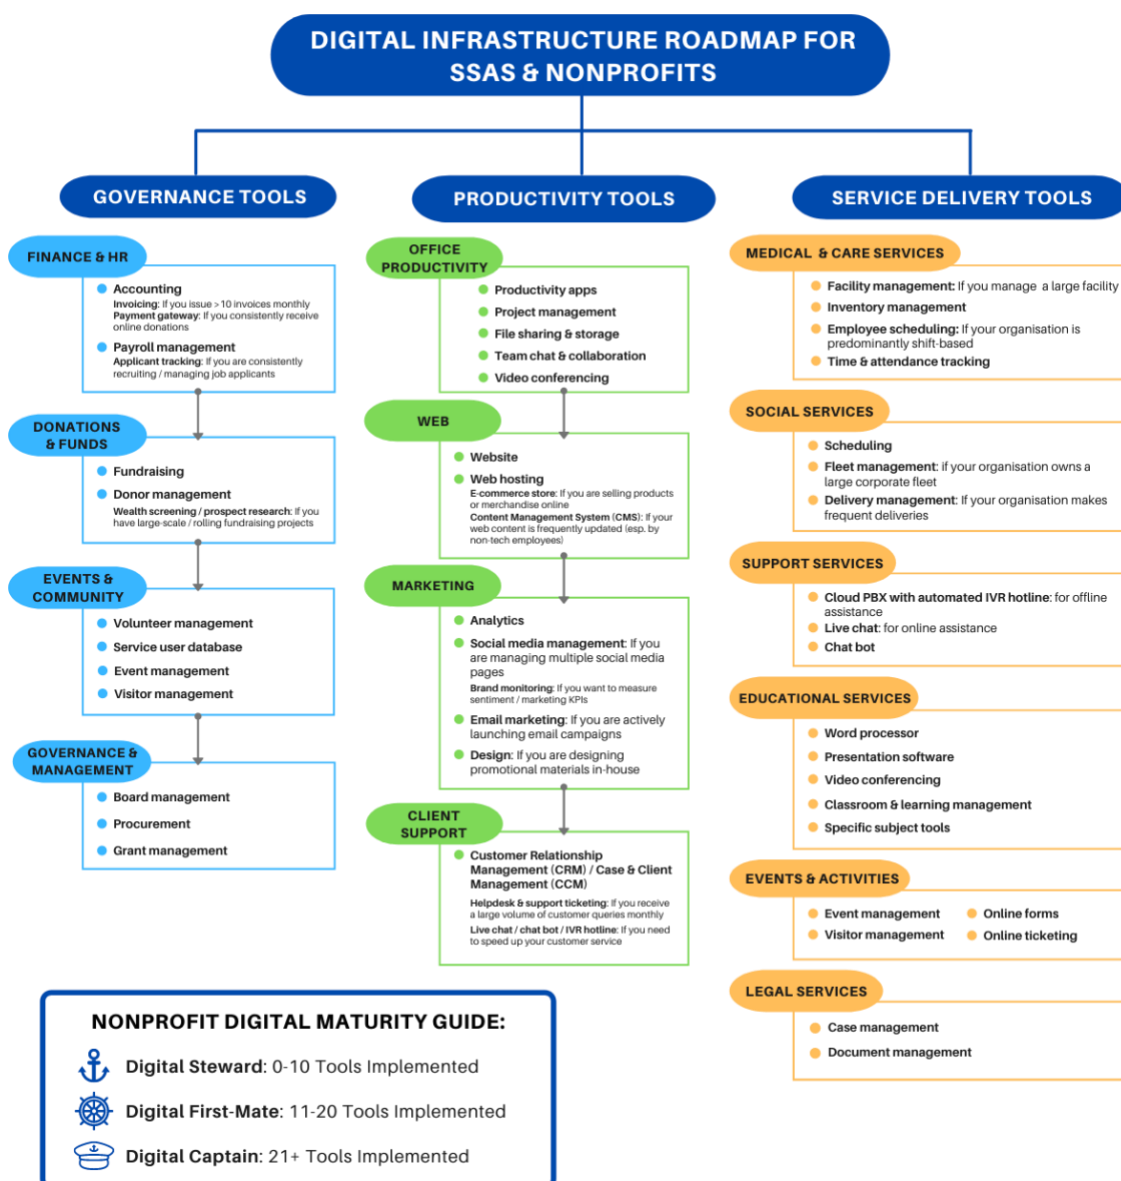 DIGITAL INFRASTRUCTURE ROADMAP FOR
SSAS & NONPROFITS
GOVERNANCE TOOLS
FINANCE & HR
Accounting
Invoicing: If you issue >10 invoices monthly
Payment gateway: If you consistently receive
online donations
Payroll management
Applicant tracking: If you are consistently
recruiting / managing job applicants
DONATIONS
& FUNDS
Fundraising
Donor management
Wealth screening / prospect research: If you
have large-scale / rolling fundraising projects
EVENTS &
COMMUNITY
Volunteer management
Service user database
Event management
Visitor management
GOVERNANCE &
MANAGEMENT
Board management
Procurement
Grant management
PRODUCTIVITY TOOLS
OFFICE
PRODUCTIVITY
Productivity apps
Project management
File sharing & storage
Team chat & collaboration
Video conferencing
WEB
Website
Web hosting
E-commerce store: If you are selling products
or merchandise online
Content Management System (CMS): If your
web content is frequently updated (esp. by
non-tech employees)
MARKETING
Analytics
Social media management: If you
are managing multiple social media
pages
Brand monitoring: If you want to measure
sentiment / marketing KPIs
Email marketing: If you are actively
launching email campaigns
Design: If you are designing
promotional materials in-house
CLIENT
SUPPORT
Customer Relationship
Management (CRM) / Case & Client
Management (CCM)
Helpdesk & support ticketing: If you receive
a large volume of customer queries monthly
Live chat / chat bot / IVR hotline: If you need
to speed up your customer service
SERVICE DELIVERY TOOLS
MEDICAL & CARE SERVICES
Facility management: If you manage a large facility
Inventory management
Employee scheduling: If your organisation is
predominantly shift-based
Time & attendance tracking
SOCIAL SERVICES
Scheduling
Fleet management: if your organisation owns a
large corporate fleet
Delivery management: If your organisation makes
frequent deliveries
SUPPORT SERVICES
Cloud PBX with automated IVR hotline: for offline
assistance
Live chat: for online assistance
Chat bot
EDUCATIONAL SERVICES
Word processor
Presentation software
Video conferencing
Classroom & learning management
Specific subject tools
EVENTS & ACTIVITIES
Event management
Visitor management
Online forms
Online ticketing
LEGAL SERVICES
Case management
Document management
NONPROFIT DIGITAL MATURITY GUIDE:
Digital Steward: 0-10 Tools Implemented
Digital First-Mate: 11-20 Tools Implemented
Digital Captain: 21+ Tools Implemented